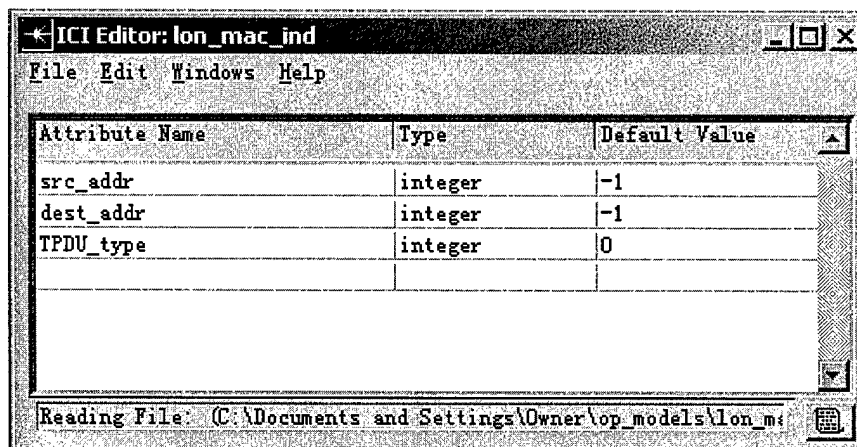 ICI Editor: lon_mac_ind
File Edit Windows Help
Attribute Name Type Default Value
src_addr integer -1
dest_addr integer -1
TPDU_type integer 0
Reading File: (C:\Documents and Settings\Owner\op_models\lon_ma